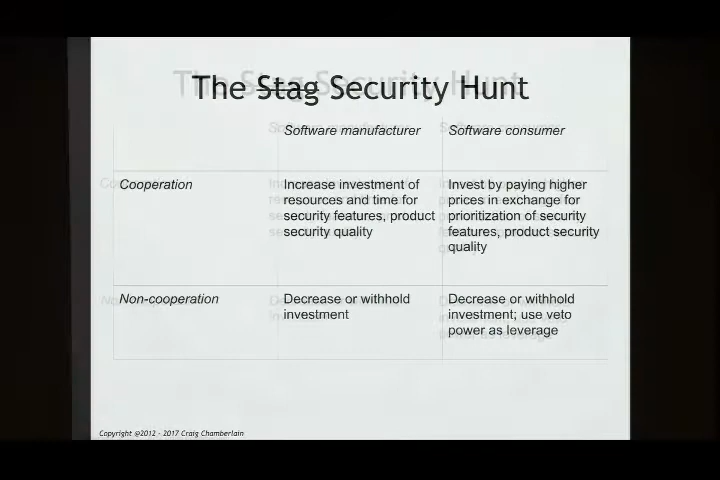 The Stag Security Hunt
Software manufacturer
Software consumer
Cooperation
Increase investment of
resources and time for
security features, product
security quality
Invest by paying higher
prices in exchange for
prioritization of security
features, product security
quality
Non-cooperation
Decrease or withhold
investment
Decrease or withhold
investment; use veto
power as leverage
Copyright @2012 - 2017 Craig Chamberlain